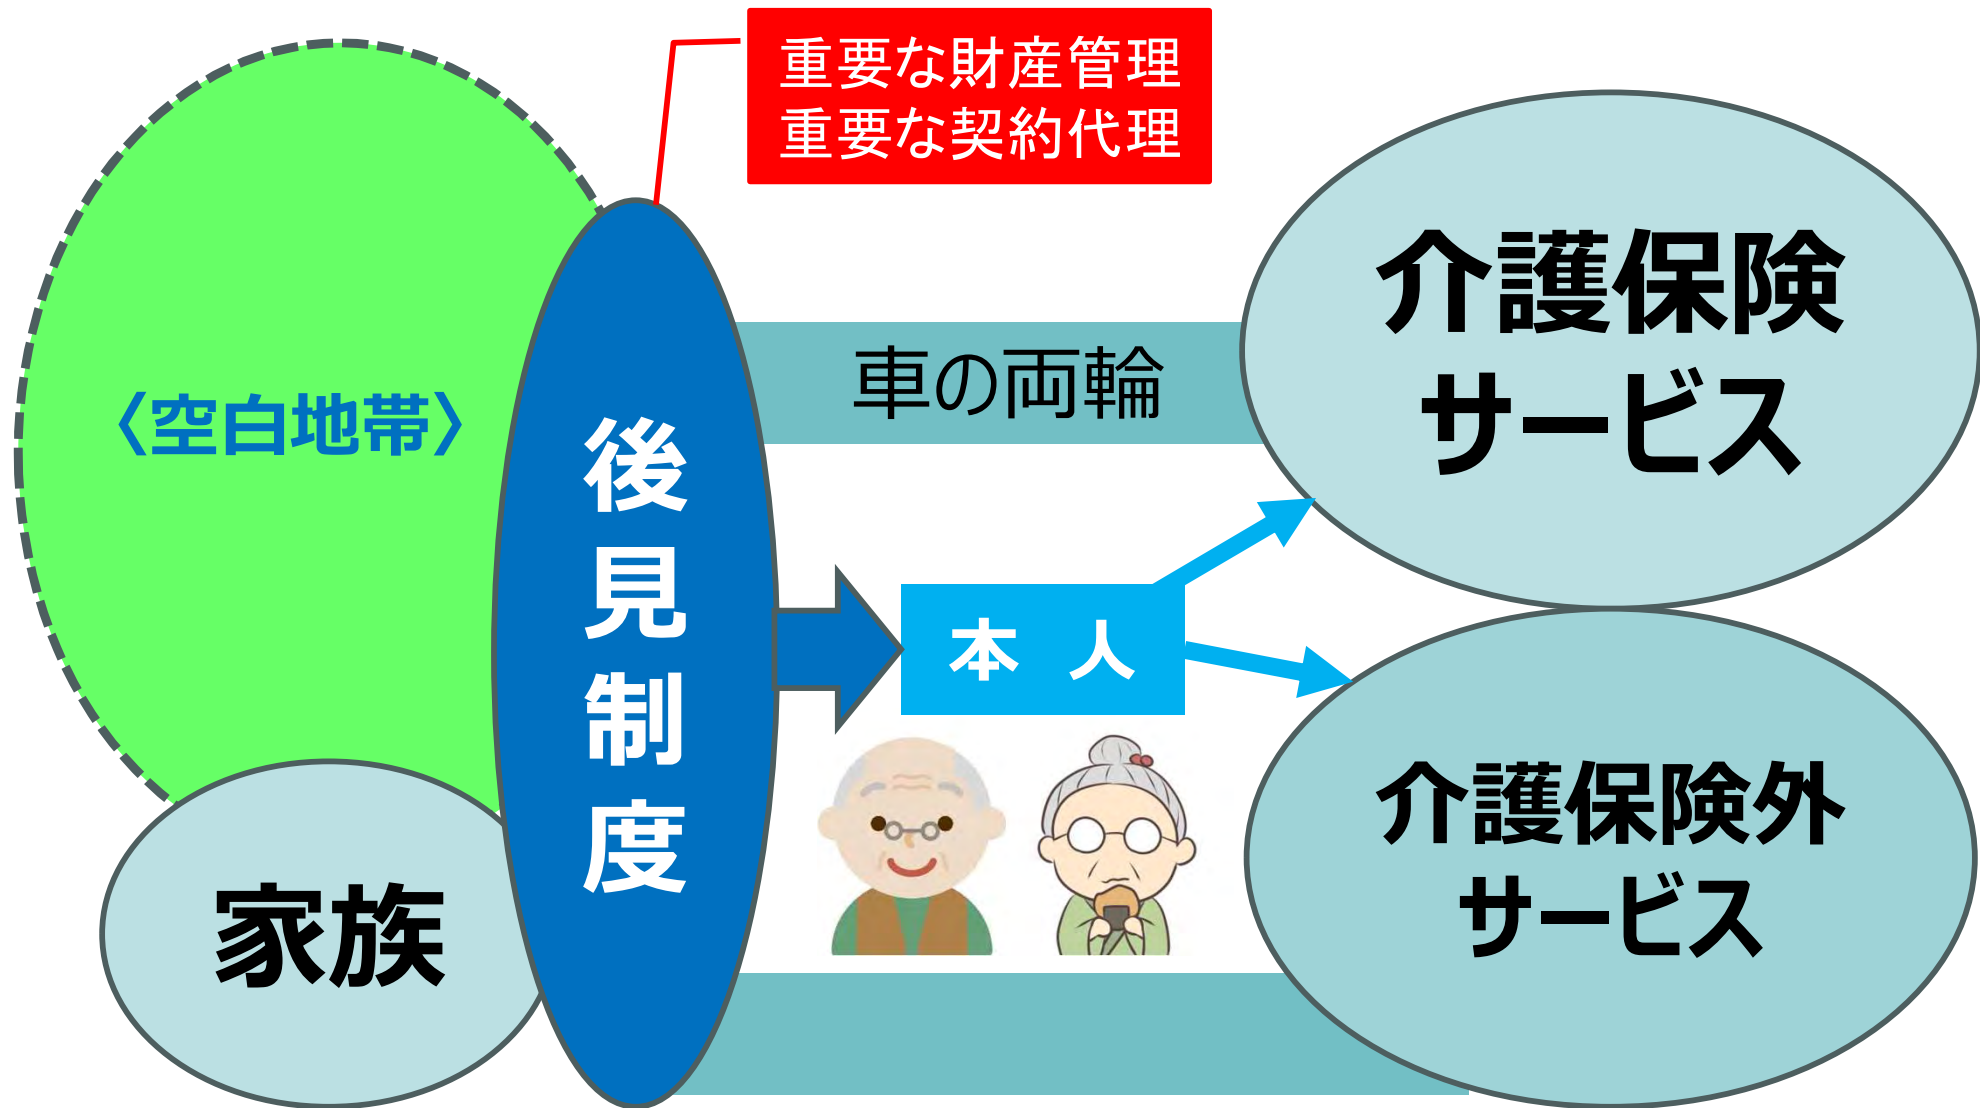 重要な財産管理
重要な契約代理
介護保険
サービス
車の両輪
〈空白地帯〉
後見制度
本 人
介護保険外
サービス
家族